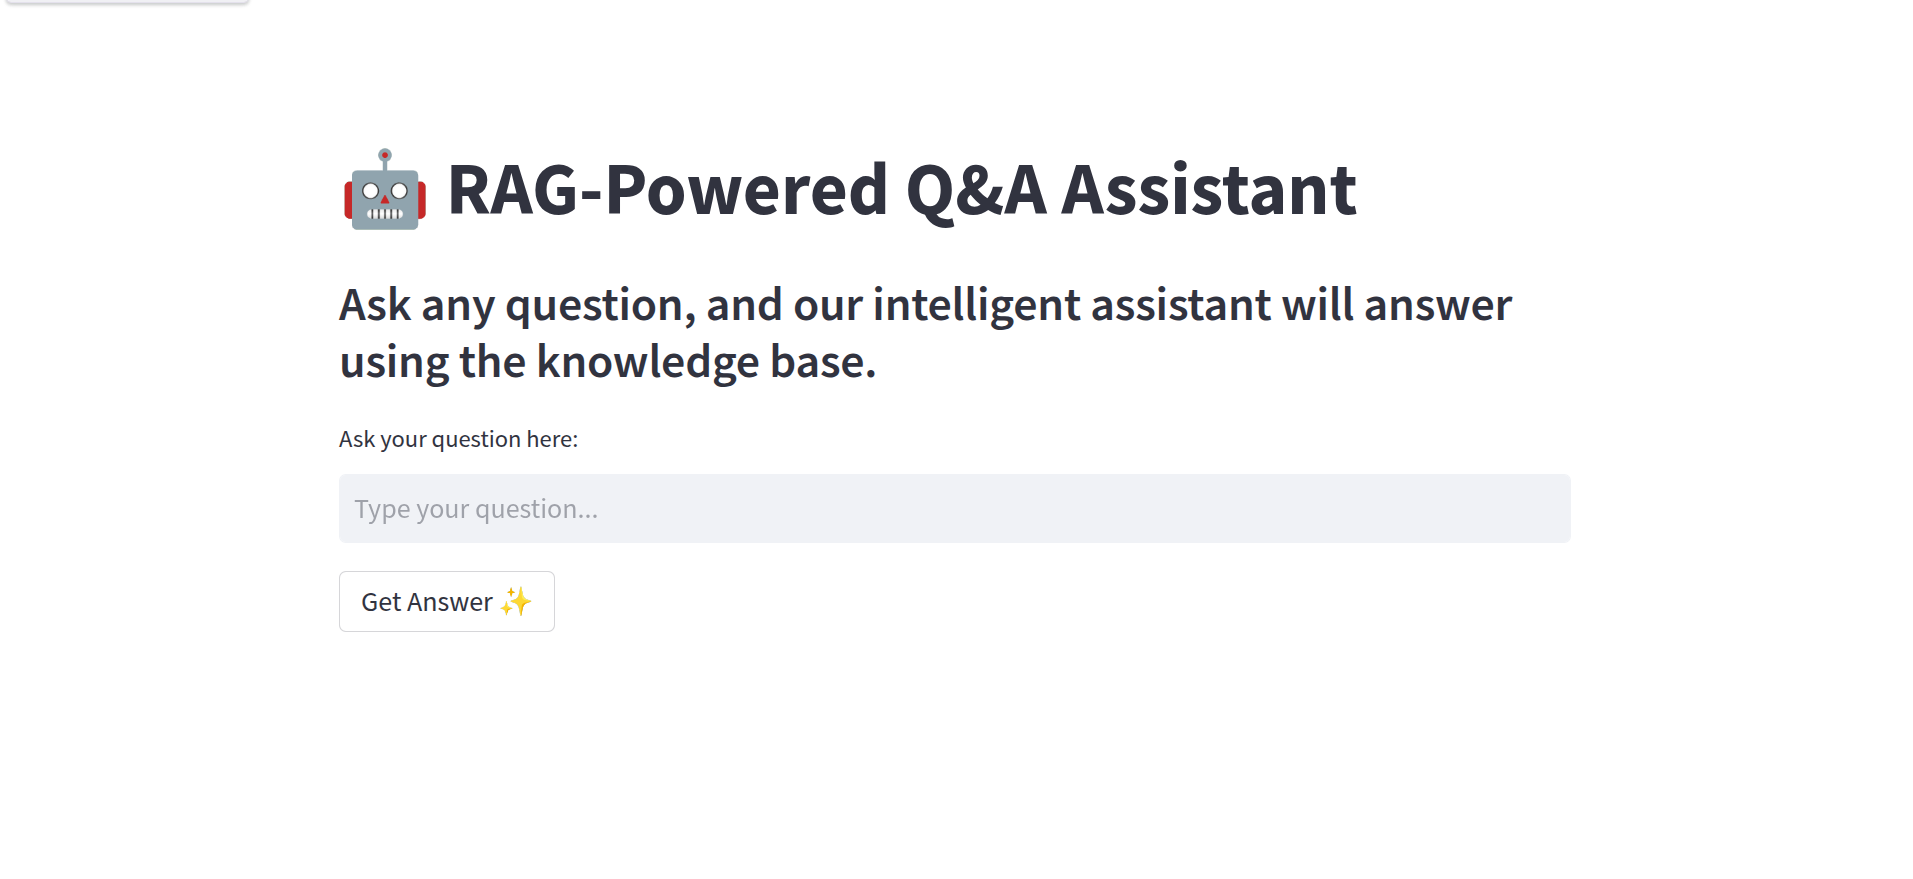 🤖 RAG-Powered Q&A Assistant
Ask any question, and our intelligent assistant will answer
using the knowledge base.
Ask your question here:
Type your question...
Get Answer ✨